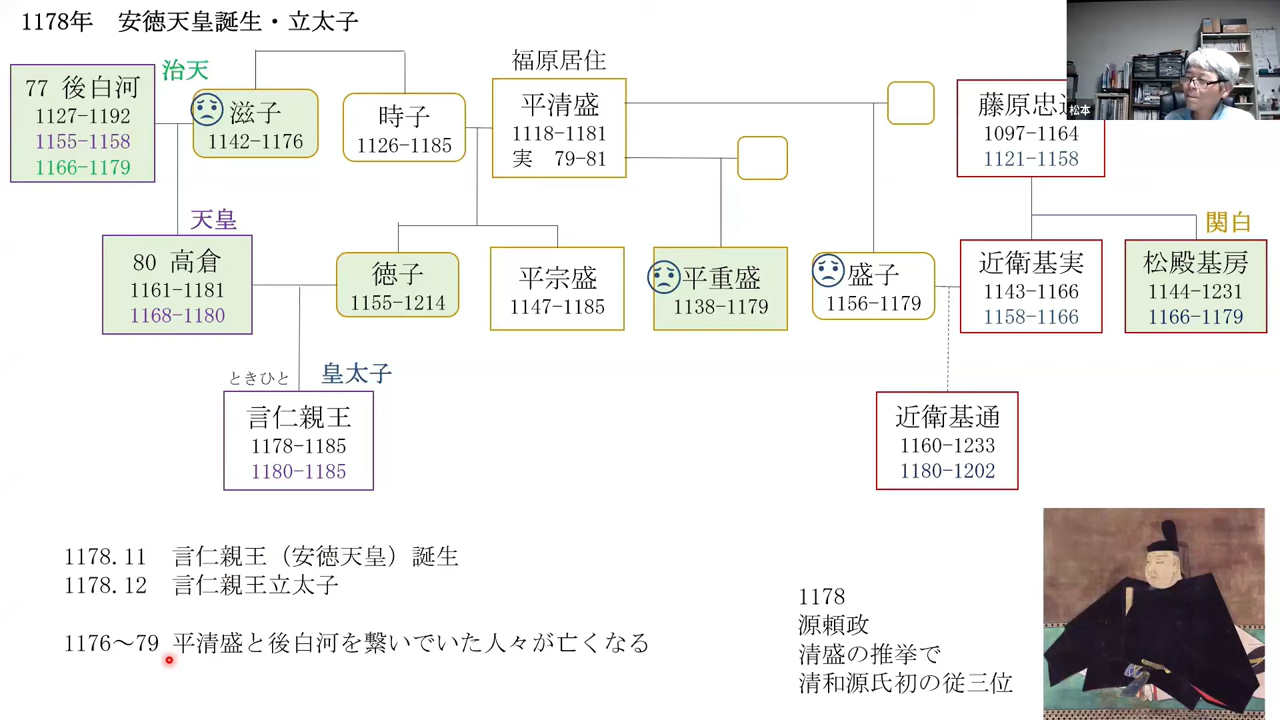 1178年　安徳天皇誕生・立太子
77 後白河
1127-1192
1155-1158
1166-1179
治天
滋子
1142-1176
時子
1126-1185
福原居住
平清盛
1118-1181
実　79-81
藤原忠通
1097-1164
1121-1158
松本
天皇
80 高倉
1161-1181
1168-1180
徳子
1155-1214
平宗盛
1147-1185
平重盛
1138-1179
盛子
1156-1179
近衛基実
1143-1166
1158-1166
関白
松殿基房
1144-1231
1166-1179
ときひと
皇太子
言仁親王
1178-1185
1180-1185
近衛基通
1160-1233
1180-1202
1178.11　言仁親王（安徳天皇）誕生
1178.12　言仁親王立太子
1176～79 平清盛と後白河を繋いでいた人々が亡くなる
1178
源頼政
清盛の推挙で
清和源氏初の従三位